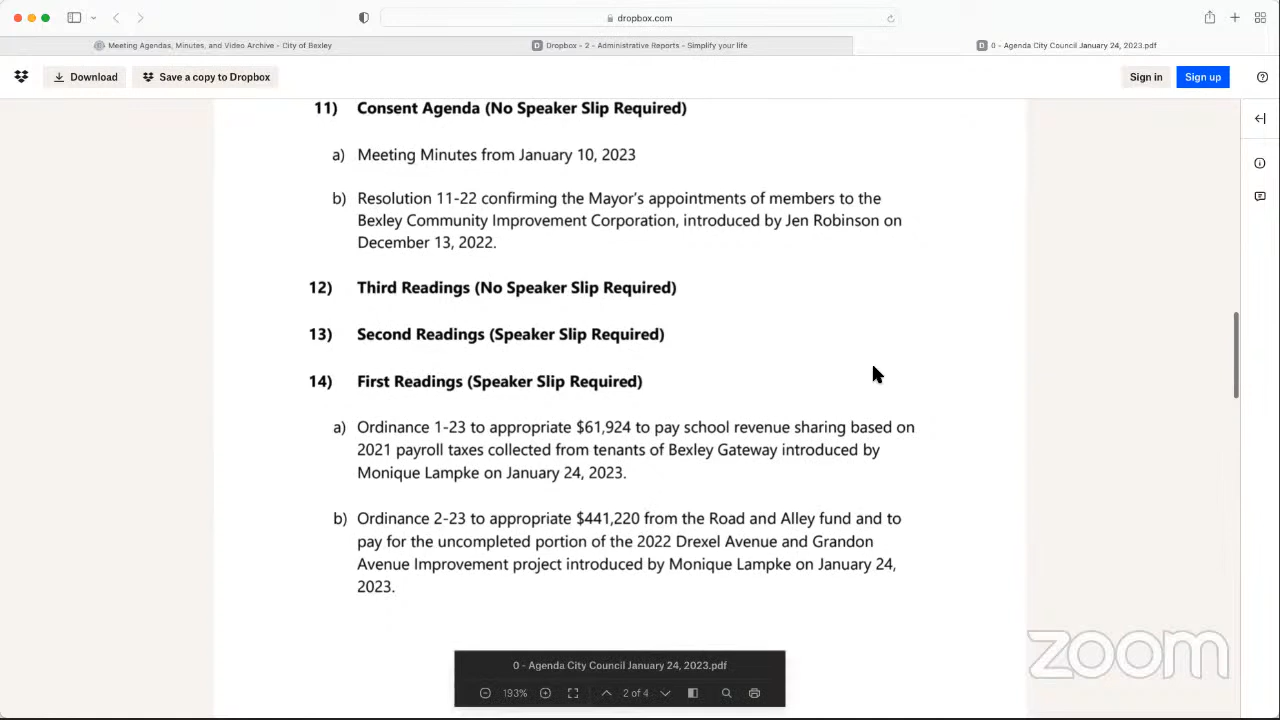 dropbox.com
Meeting Agendas, Minutes, and Video Archive - City of Bexley
Dropbox - 2 - Administrative Reports - Simplify your life
0 - Agenda City Council January 24, 2023.pdf
Download
Save a copy to Dropbox
Sign in
Sign up
11) Consent Agenda (No Speaker Slip Required)
a) Meeting Minutes from January 10, 2023
b) Resolution 11-22 confirming the Mayor’s appointments of members to the
Bexley Community Improvement Corporation, introduced by Jen Robinson on
December 13, 2022.
12) Third Readings (No Speaker Slip Required)
13) Second Readings (Speaker Slip Required)
14) First Readings (Speaker Slip Required)
a) Ordinance 1-23 to appropriate $61,924 to pay school revenue sharing based on
2021 payroll taxes collected from tenants of Bexley Gateway introduced by
Monique Lampke on January 24, 2023.
b) Ordinance 2-23 to appropriate $441,220 from the Road and Alley fund and to
pay for the uncompleted portion of the 2022 Drexel Avenue and Grandon
Avenue Improvement project introduced by Monique Lampke on January 24,
2023.
zoom
0 - Agenda City Council January 24, 2023.pdf
193%
2 of 4